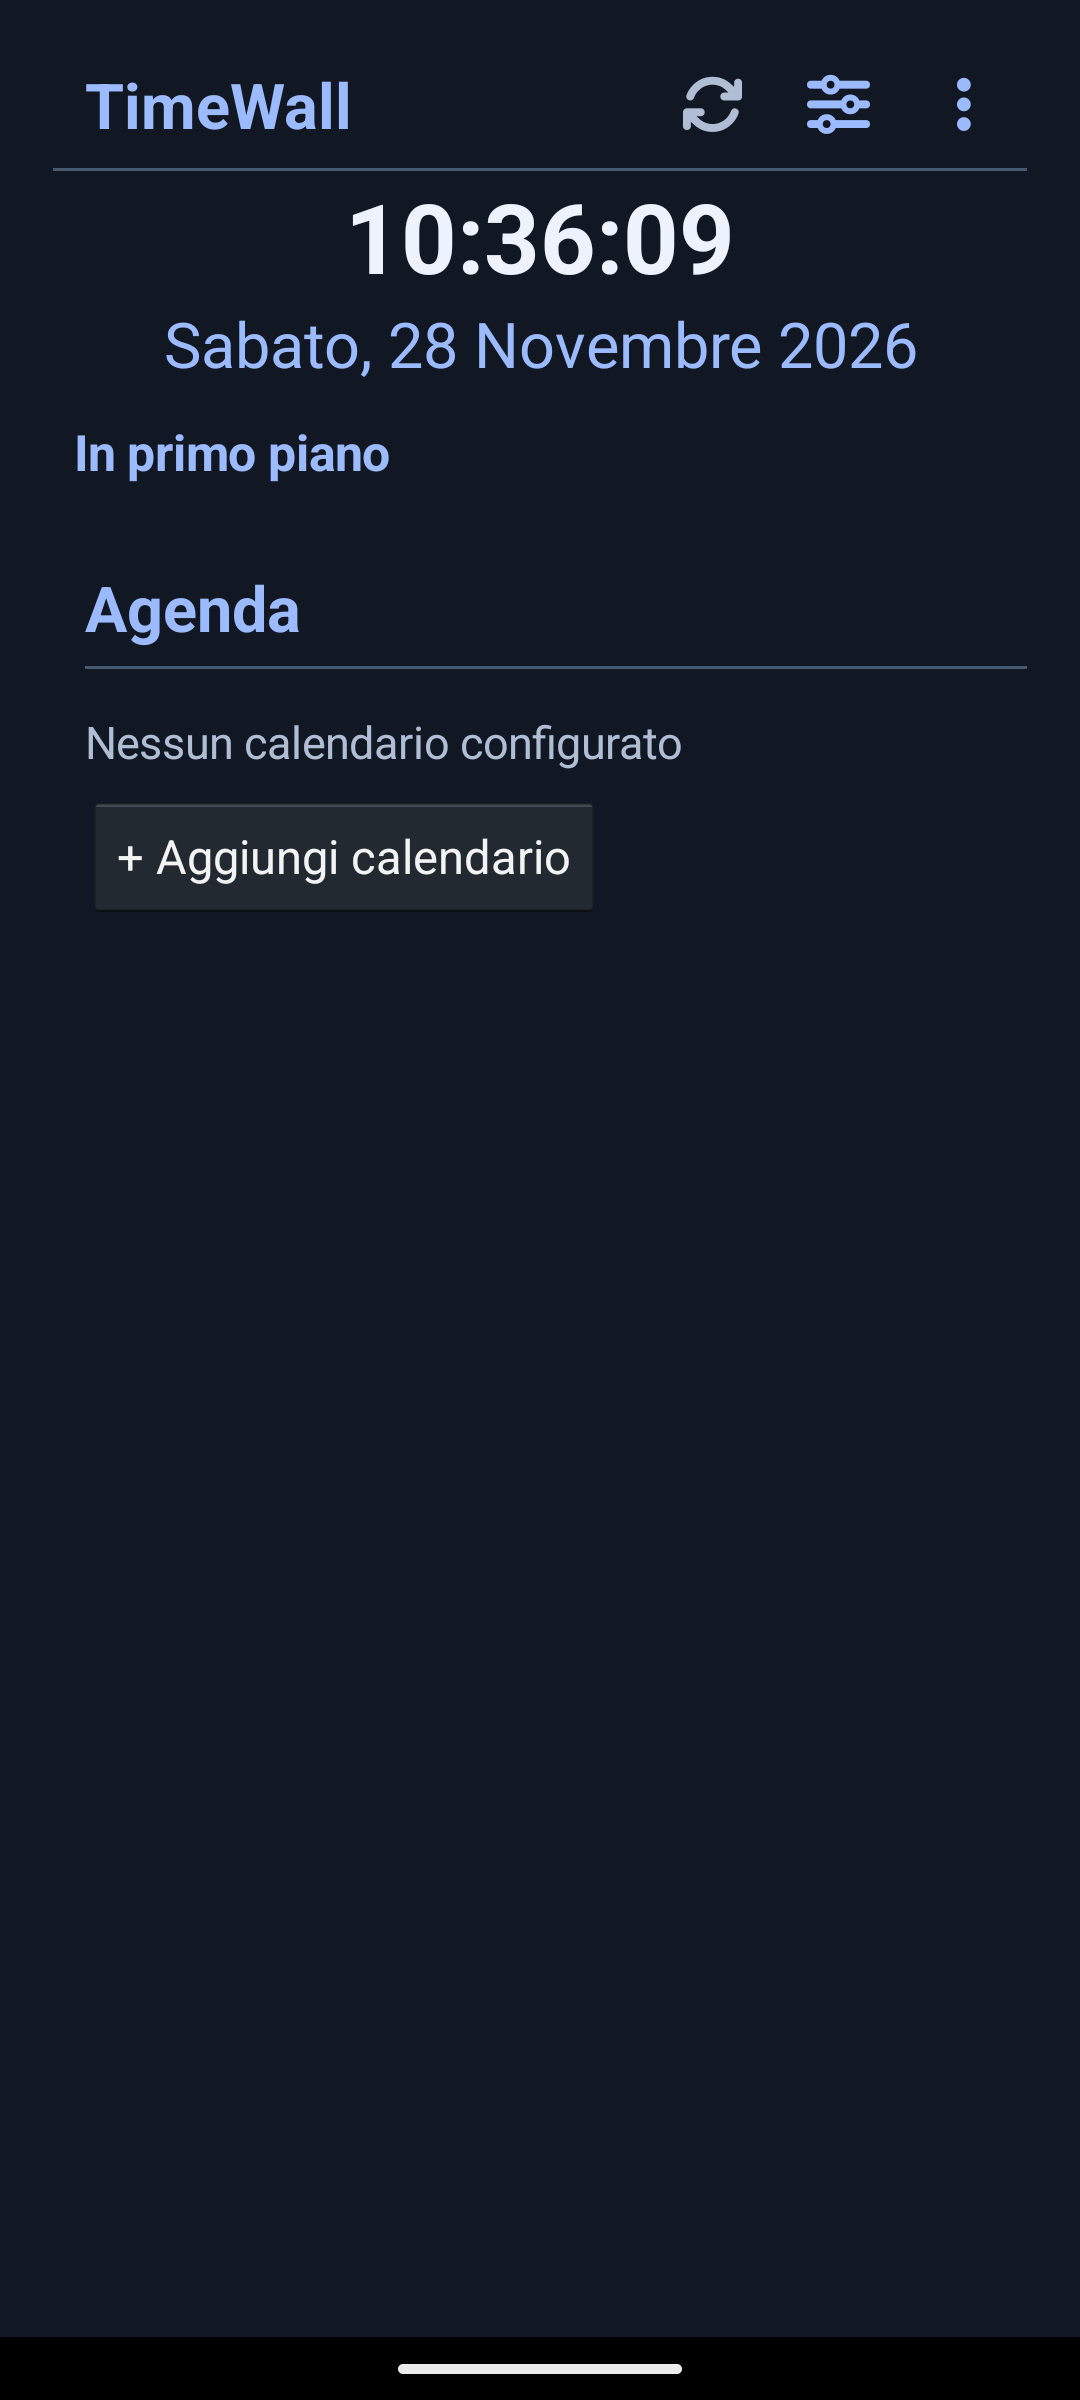 TimeWall
10:36:09
Sabato, 28 Novembre 2026
In primo piano
Agenda
Nessun calendario configurato
+ Aggiungi calendario